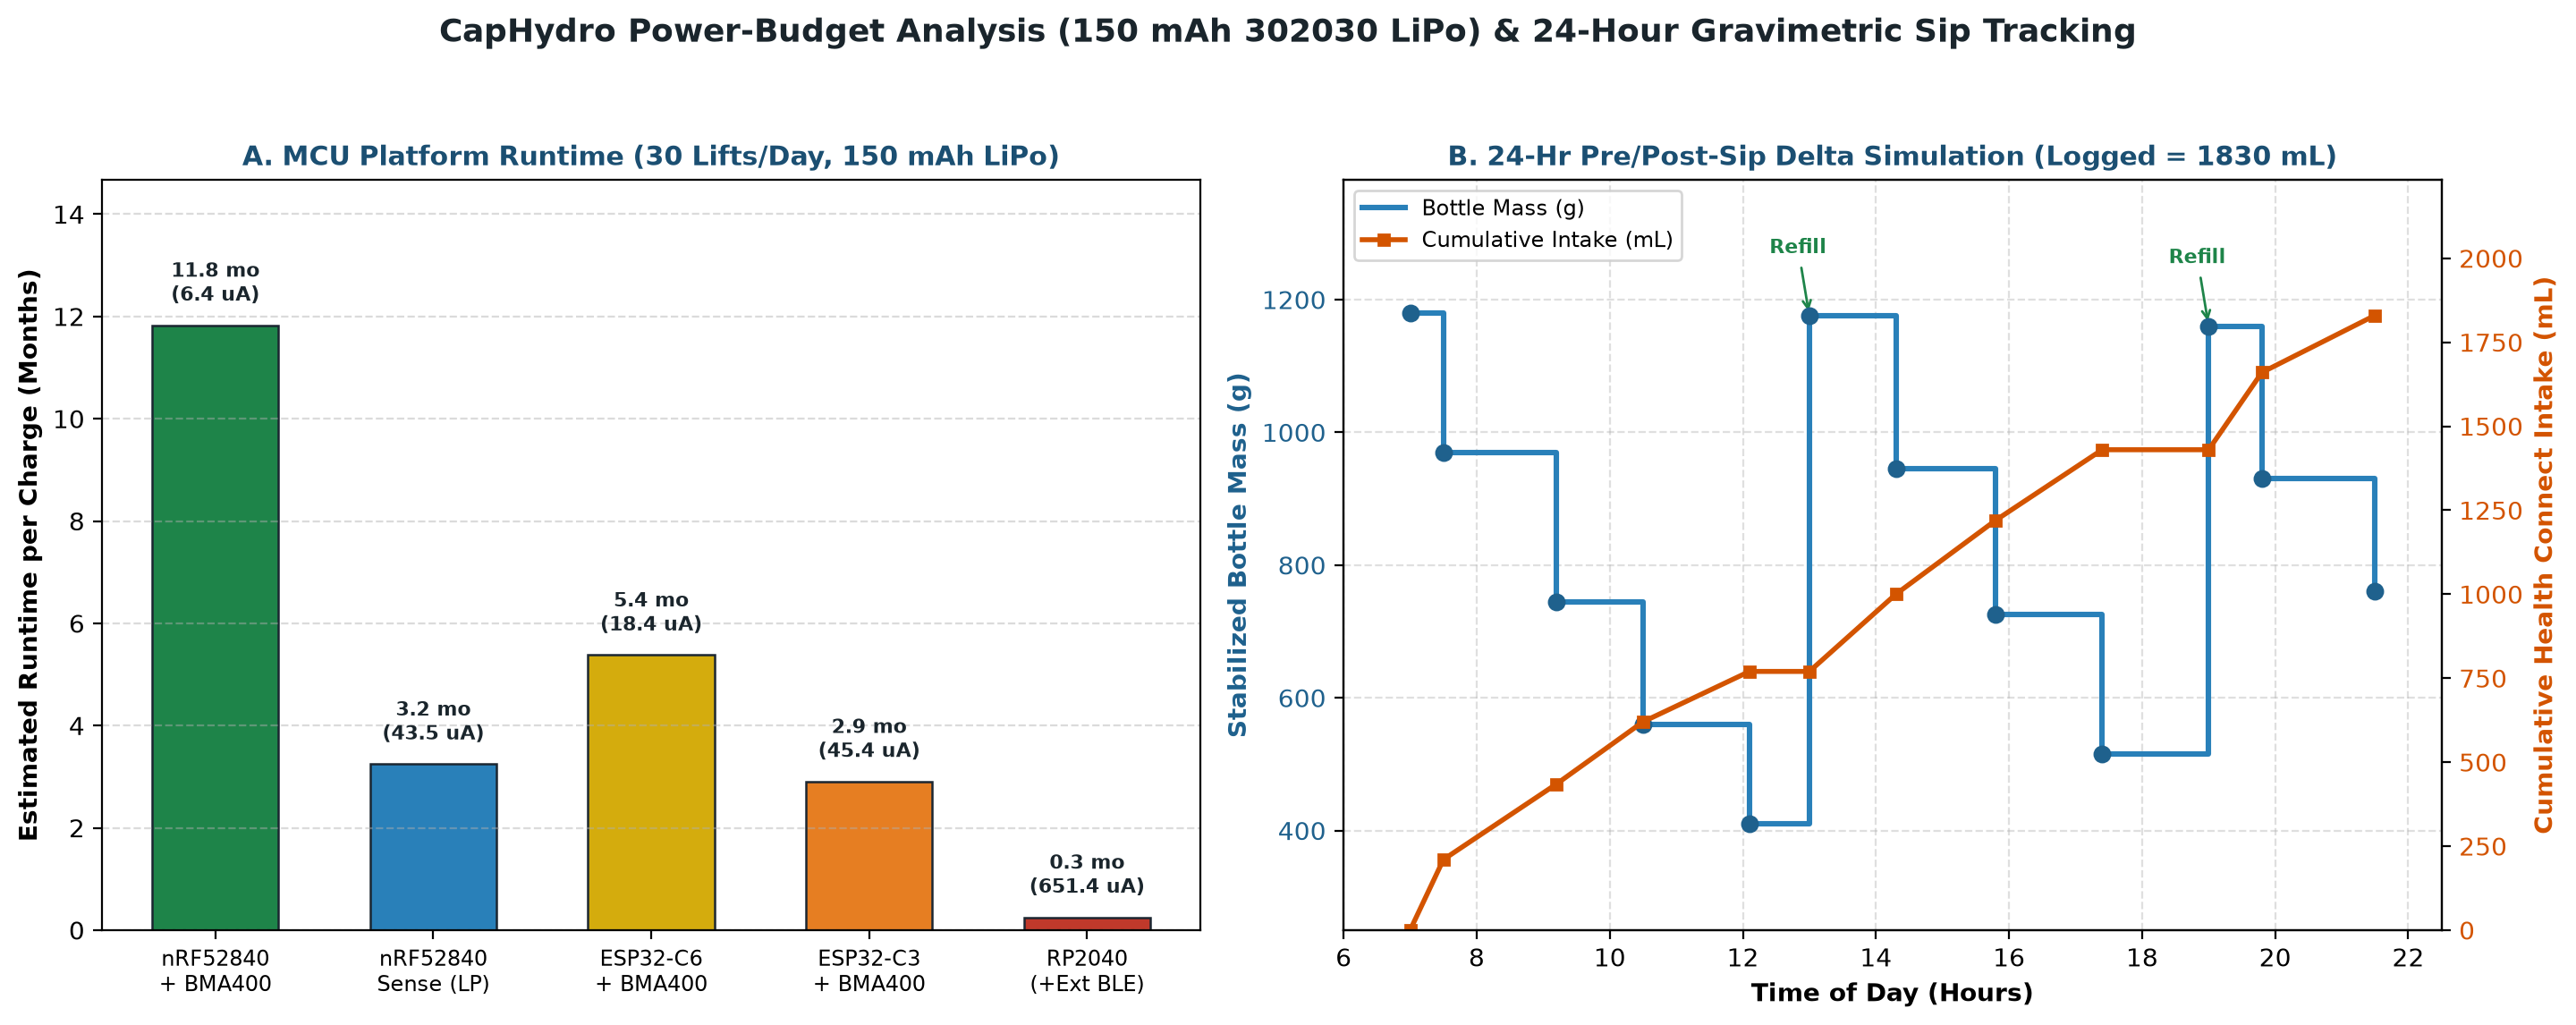 CapHydro Power-Budget Analysis (150 mAh 302030 LiPo) & 24-Hour Gravimetric Sip Tracking
A. MCU Platform Runtime (30 Lifts/Day, 150 mAh LiPo)
Estimated Runtime per Charge (Months)
14
12
10
8
6
4
2
0
11.8 mo
(6.4 uA)
3.2 mo
(43.5 uA)
5.4 mo
(18.4 uA)
2.9 mo
(45.4 uA)
0.3 mo
(651.4 uA)
nRF52840
+ BMA400
nRF52840
Sense (LP)
ESP32-C6
+ BMA400
ESP32-C3
+ BMA400
RP2040
(+Ext BLE)
B. 24-Hr Pre/Post-Sip Delta Simulation (Logged = 1830 mL)
Bottle Mass (g)
Cumulative Intake (mL)
Refill
Refill
Stabilized Bottle Mass (g)
1200
1000
800
600
400
6
8
10
12
14
16
18
20
22
Time of Day (Hours)
2000
1750
1500
1250
1000
750
500
250
0
Cumulative Health Connect Intake (mL)